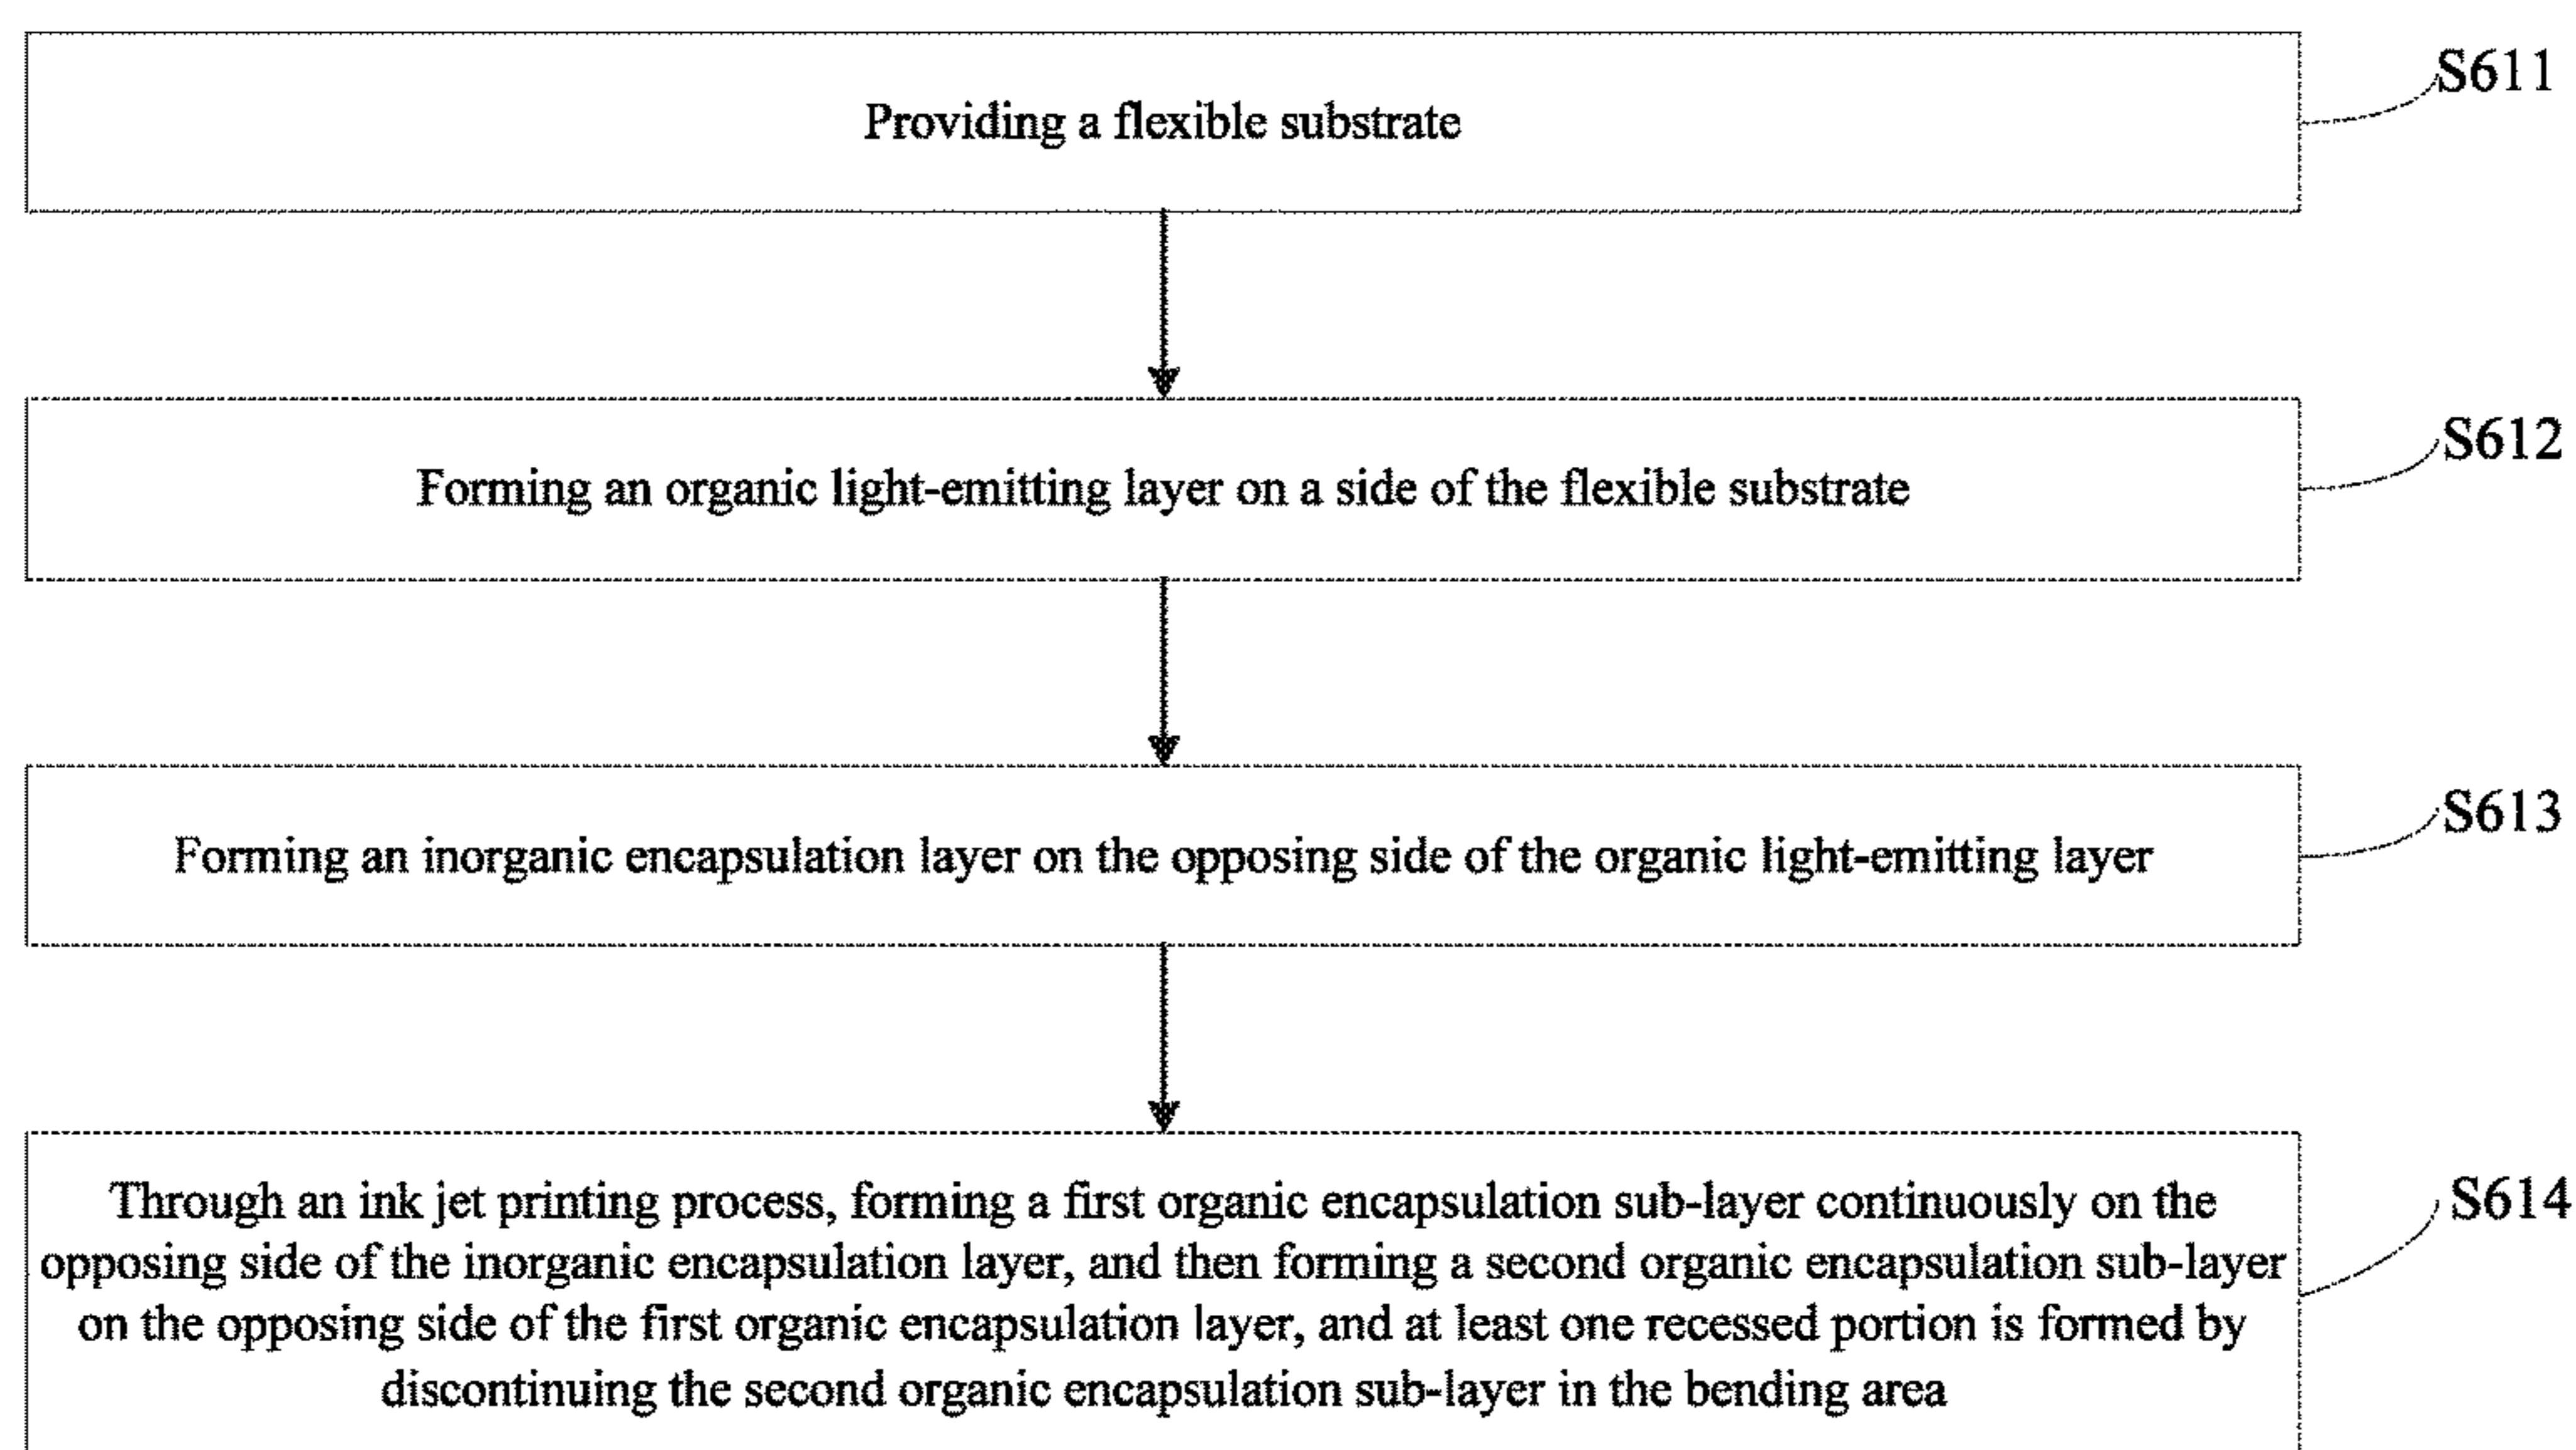 Providing a flexible substrate
S611
Forming an organic light-emitting layer on a side of the flexible substrate
S612
Forming an inorganic encapsulation layer on the opposing side of the organic light-emitting layer
S613
Through an ink jet printing process, forming a first organic encapsulation sub-layer continuously on the
opposing side of the inorganic encapsulation layer, and then forming a second organic encapsulation sub-layer
on the opposing side of the first organic encapsulation layer, and at least one recessed portion is formed by
discontinuing the second organic encapsulation sub-layer in the bending area
S614